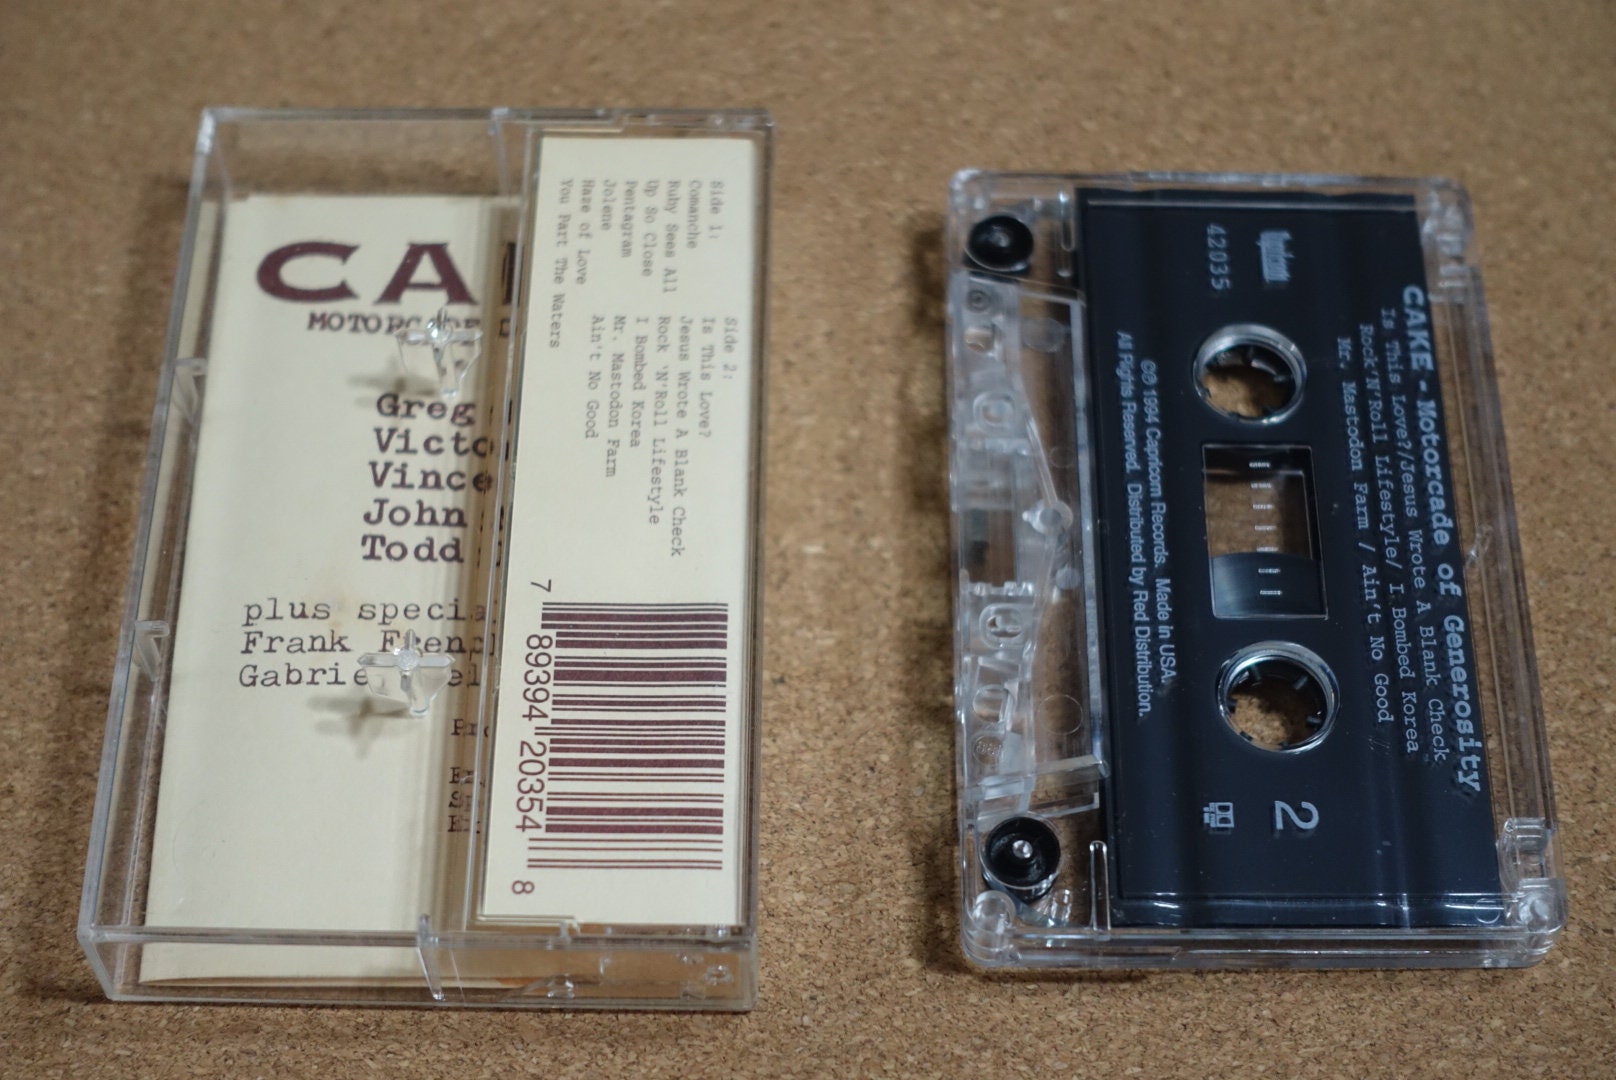 CA
MOTORCADE
Greg
Victo
Vince
John
Todd
plus specia
Frank French
Gabrie el
Pro
Side 1:
Comanche
Ruby Sees All
Up So Close
Pentagram
Jolene
Haze of Love
You Part The Waters
Side 2:
Is This Love?
Jesus Wrote A Blank Check
Rock 'N'Roll Lifestyle
I Bombed Korea
Mr. Mastodon Farm
Ain't No Good
7 89394 20354 8
CAKE - Motorcade of Generosity
Is This Love?/Jesus Wrote A Blank Check
Rock'N'Roll Lifestyle/ I Bombed Korea
Mr. Mastodon Farm / Ain't No Good
42035
2
℗© 1994 Capricorn Records. Made in USA.
All Rights Reserved. Distributed by Red Distribution.